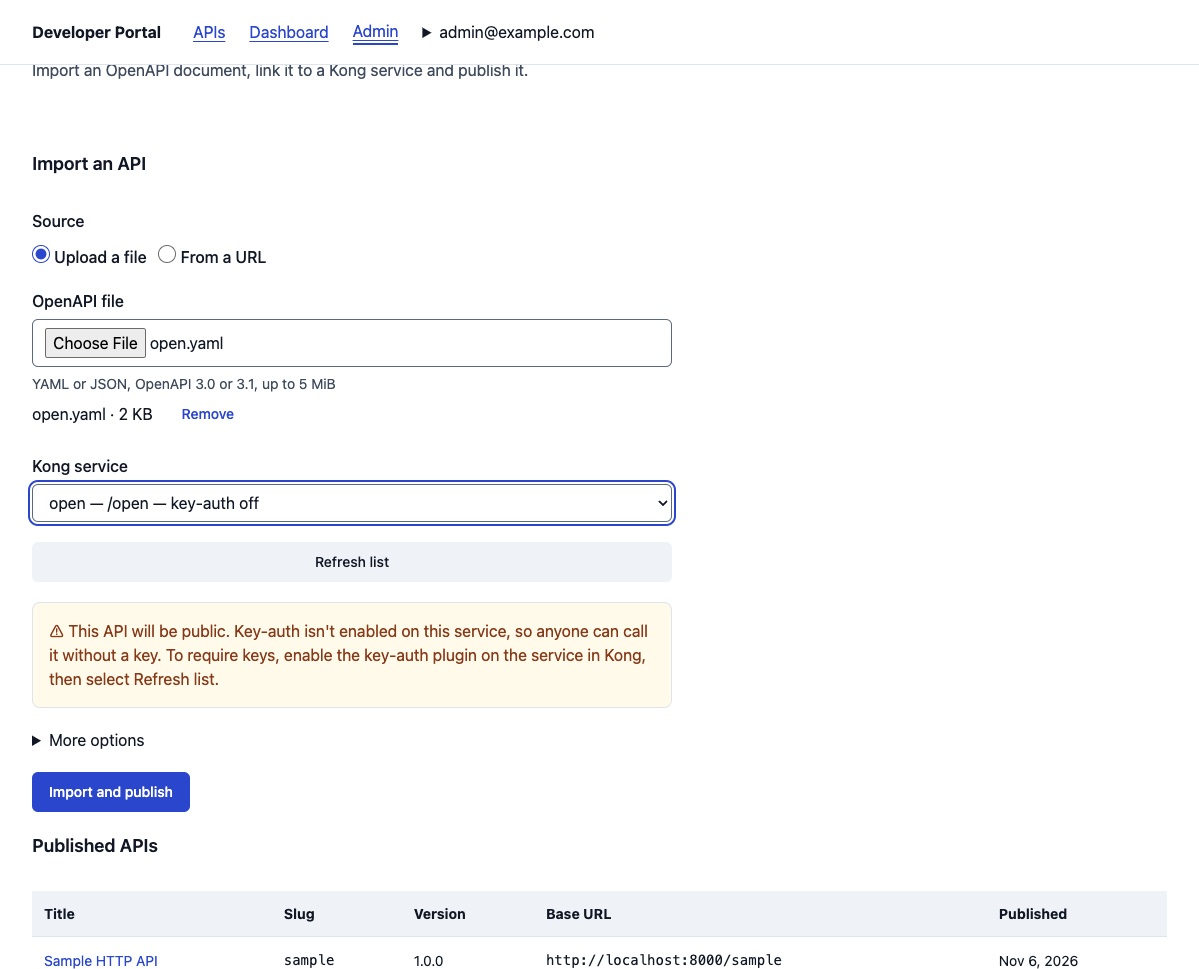 Developer Portal APIs Dashboard Admin ▶ admin@example.com
Import an OpenAPI document, link it to a Kong service and publish it.
Import an API
Source
Upload a file From a URL
OpenAPI file
Choose File open.yaml
YAML or JSON, OpenAPI 3.0 or 3.1, up to 5 MiB
open.yaml · 2 KB Remove
Kong service
open — /open — key-auth off
Refresh list
⚠ This API will be public. Key-auth isn't enabled on this service, so anyone can call
it without a key. To require keys, enable the key-auth plugin on the service in Kong,
then select Refresh list.
▶ More options
Import and publish
Published APIs
Title Slug Version Base URL Published
Sample HTTP API sample 1.0.0 http://localhost:8000/sample Nov 6, 2026